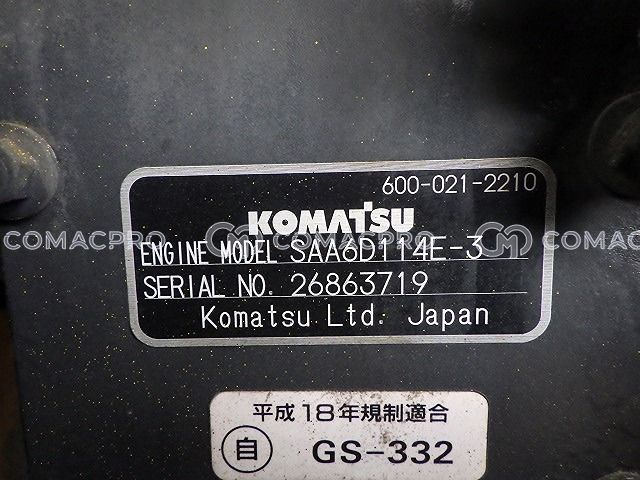 600-021-2210
KOMATSU
COMACPRO COMACPRO COMACPRO
ENGINE MODEL SAA6D114E-3
SERIAL NO. 26863719
Komatsu Ltd. Japan
平成18年規制適合
自 GS-332